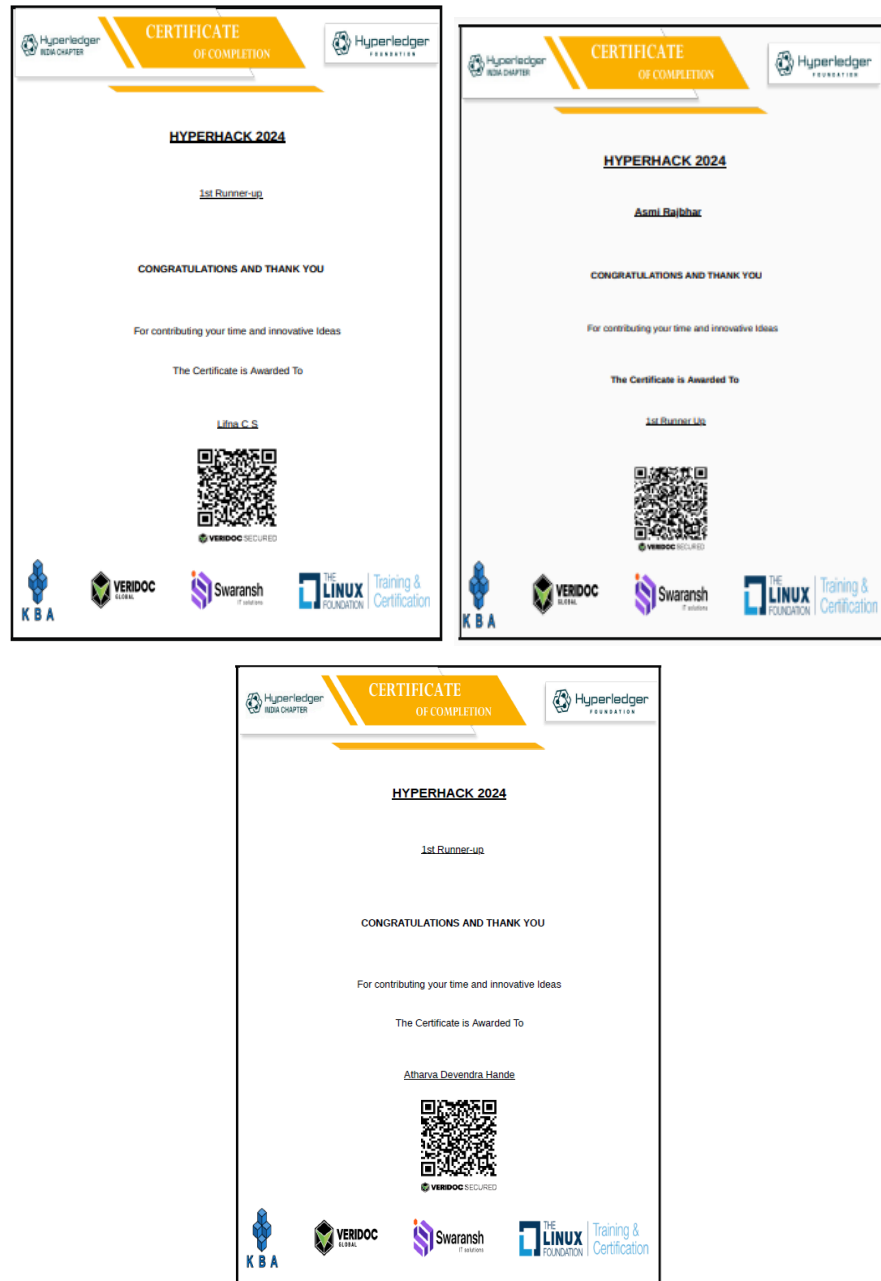 Hyperledger
INDIA CHAPTER
CERTIFICATE
OF COMPLETION
Hyperledger
FOUNDATION
HYPERHACK 2024
1st Runner-up
CONGRATULATIONS AND THANK YOU
For contributing your time and innovative Ideas
The Certificate is Awarded To
Lifna C S
VERIDOC SECURED
KBA
VERIDOC
GLOBAL
Swaransh
IT solutions
THE
LINUX
FOUNDATION
Training &
Certification
Hyperledger
INDIA CHAPTER
CERTIFICATE
OF COMPLETION
Hyperledger
FOUNDATION
HYPERHACK 2024
Asmi Rajbhar
CONGRATULATIONS AND THANK YOU
For contributing your time and innovative Ideas
The Certificate is Awarded To
1st Runner Up
VERIDOC SECURED
KBA
VERIDOC
GLOBAL
Swaransh
IT solutions
THE
LINUX
FOUNDATION
Training &
Certification
Hyperledger
INDIA CHAPTER
CERTIFICATE
OF COMPLETION
Hyperledger
FOUNDATION
HYPERHACK 2024
1st Runner-up
CONGRATULATIONS AND THANK YOU
For contributing your time and innovative Ideas
The Certificate is Awarded To
Atharva Devendra Hande
VERIDOC SECURED
KBA
VERIDOC
GLOBAL
Swaransh
IT solutions
THE
LINUX
FOUNDATION
Training &
Certification